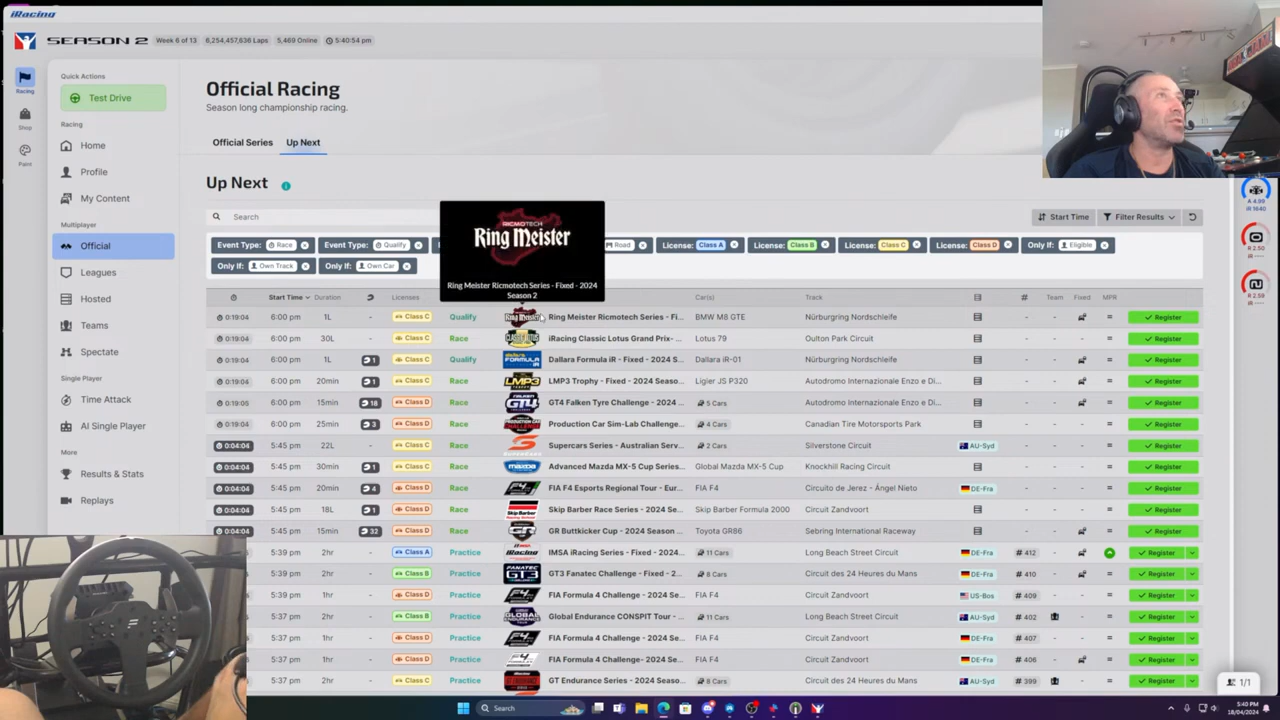 iRacing
SEASON 2
Week 6 of 13
6,254,457,636 Laps
5,469 Online
5:40:54 pm
Racing
Shop
Paint
Quick Actions
Test Drive
Racing
Home
Profile
My Content
Multiplayer
Official
Leagues
Hosted
Teams
Spectate
Single Player
Time Attack
AI Single Player
More
Results & Stats
Replays
Official Racing
Season long championship racing.
Official Series
Up Next
Up Next
Search
Start Time
Filter Results
Event Type: Race
Event Type: Qualify
Road
License: Class A
License: Class B
License: Class C
License: Class D
Only If: Eligible
Only If: Own Track
Only If: Own Car
RICMOTECH
Ring Meister
Ring Meister Ricmotech Series - Fixed - 2024
Season 2
Start Time Duration Licenses Car(s) Track # Team Fixed MPR
0:19:04 6:00 pm 1L - Class C Qualify Ring Meister Ricmotech Series - Fi... BMW M8 GTE Nürburgring Nordschleife - - = Register
0:19:04 6:00 pm 30L - Class C Race iRacing Classic Lotus Grand Prix-... Lotus 79 Oulton Park Circuit - - - = Register
0:19:04 6:00 pm 1L 1 Class C Qualify Dallara Formula iR - Fixed - 2024 S... Dallara iR-01 Nürburgring Nordschleife - - = Register
0:19:04 6:00 pm 20min 1 Class C Race LMP3 Trophy - Fixed - 2024 Seaso... Ligier JS P320 Autodromo Internazionale Enzo e Di... - - = Register
0:19:05 6:00 pm 15min 18 Class D Race GT4 Falken Tyre Challenge - 2024... 5 Cars Autodromo Internazionale Enzo e Di... - - = Register
0:19:04 6:00 pm 25min 3 Class D Race Production Car Sim-Lab Challenge... 4 Cars Canadian Tire Motorsports Park - - = Register
0:04:04 5:45 pm 22L - Class C Race Supercars Series - Australian Serv... 2 Cars Silverstone Circuit AU-Syd - - - = Register
0:04:04 5:45 pm 30min 1 Class C Race Advanced Mazda MX-5 Cup Series... Global Mazda MX-5 Cup Knockhill Racing Circuit - - - = Register
0:04:04 5:45 pm 20min 4 Class D Race FIA F4 Esports Regional Tour - Eur... FIA F4 Circuito de Jerez - Ángel Nieto DE-Fra - - = Register
0:04:04 5:45 pm 18L 1 Class D Race Skip Barber Race Series - 2024 Se... Skip Barber Formula 2000 Circuit Zandvoort - - - = Register
0:04:04 5:45 pm 15min 32 Class D Race GR Buttkicker Cup - 2024 Season... Toyota GR86 Sebring International Raceway - - = Register
5:39 pm 2hr - Class A Practice IMSA iRacing Series - Fixed - 2024... 11 Cars Long Beach Street Circuit DE-Fra # 412 - Register
5:37 pm 2hr - Class B Practice GT3 Fanatec Challenge - Fixed - 2... 8 Cars Circuit des 24 Heures du Mans DE-Fra # 410 - = Register
5:37 pm 1hr - Class D Practice FIA Formula 4 Challenge - 2024 Se... FIA F4 Circuit Zandvoort US-Bos # 409 - - = Register
5:37 pm 2hr - Class B Practice Global Endurance CONSPIT Tour -... 11 Cars Long Beach Street Circuit AU-Syd # 402 - = Register
5:37 pm 1hr - Class D Practice FIA Formula 4 Challenge- 2024 Se... FIA F4 Circuit Zandvoort DE-Fra # 407 - - = Register
5:37 pm 1hr - Class D Practice FIA Formula 4 Challenge- 2024 Se... FIA F4 Circuit Zandvoort DE-Fra # 406 - = Register
5:37 pm 2hr - Class C Practice GT Endurance Series - 2024 Seaso... 8 Cars Circuit des 24 Heures du Mans AU-Syd # 399 - = Register
A 4.99
iR 1640
R 2.50
R 2.59
1/1
Search
5:40 PM
18/04/2024